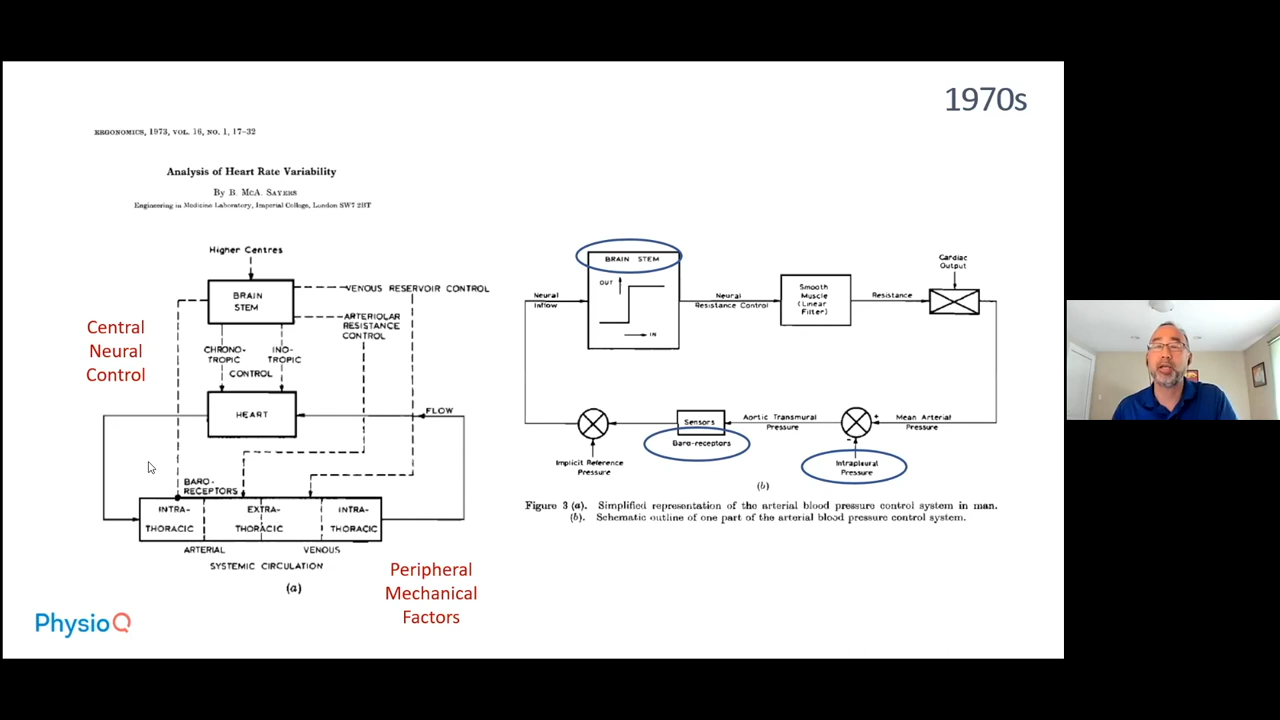 1970s
ERGONOMICS, 1973, VOL. 16, NO. 1, 17–32
Analysis of Heart Rate Variability
By B. McA. SAYERS
Engineering in Medicine Laboratory, Imperial College, London SW7 2BT
Higher Centres
BRAIN
STEM
VENOUS RESERVOIR CONTROL
ARTERIOLAR
RESISTANCE
CONTROL
Central
Neural
Control
CHRONO-
TROPIC
INO-
TROPIC
CONTROL
HEART
FLOW
BARO-
RECEPTORS
INTRA-
THORACIC
EXTRA-
THORACIC
INTRA-
THORACIC
ARTERIAL
VENOUS
SYSTEMIC CIRCULATION
(a)
Peripheral
Mechanical
Factors
BRAIN STEM
OUT
IN
Neural
Inflow
Neural
Resistance Control
Smooth
Muscle
(Linear
Filter)
Resistance
Cardiac
Output
Sensors
Baro-receptors
Aortic Transmural
Pressure
+
-
Mean Arterial
Pressure
Implicit Reference
Pressure
Intrapleural
Pressure
(b)
Figure 3 (a). Simplified representation of the arterial blood pressure control system in man.
(b). Schematic outline of one part of the arterial blood pressure control system.
PhysioQ